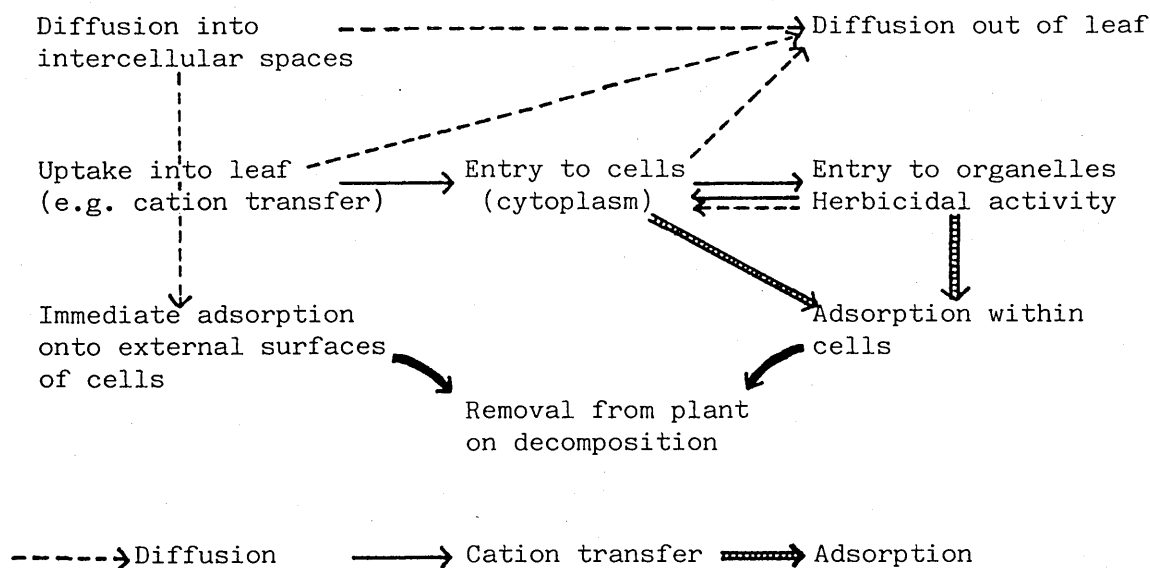 Diffusion into
intercellular spaces
Diffusion out of leaf
Uptake into leaf
(e.g. cation transfer)
Entry to cells
(cytoplasm)
Entry to organelles
Herbicidal activity
Immediate adsorption
onto external surfaces
of cells
Adsorption within
cells
Removal from plant
on decomposition
Diffusion
Cation transfer
Adsorption